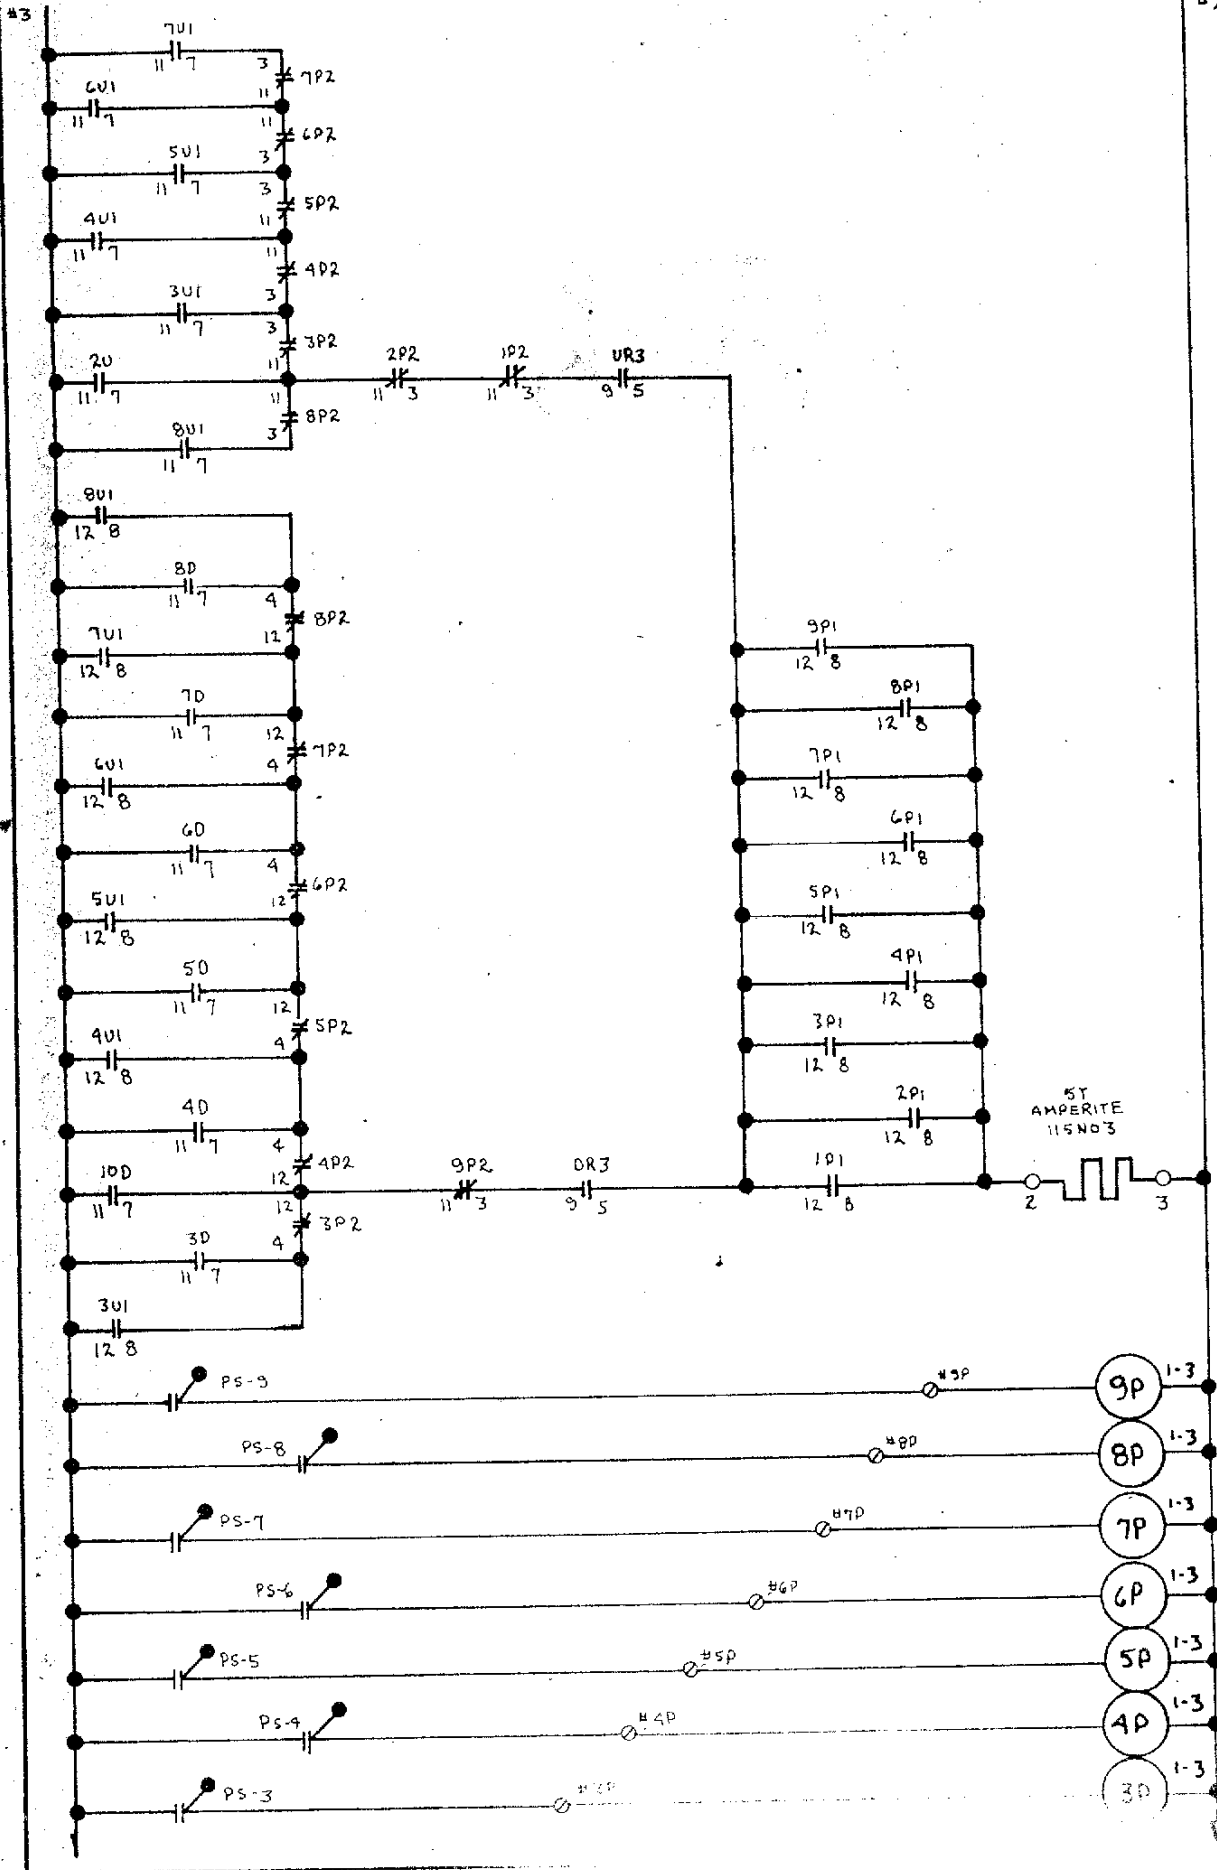 #3
7U1
11 7 3
7P2
11
6U1
11 7 11
6P2
3
5U1
11 7 3
5P2
11
4U1
11 7 11
4P2
3
3U1
11 7 3
3P2
11
2U 2P2 1P2 UR3
11 7 11 11 3 11 3 9 5
8P2
3
8U1
11 7
8U1
12 8
8D
11 7 4
8P2
12
7U1
12 8
7D
11 7 12
7P2
4
6U1
12 8
6D
11 7 4
6P2
12
5U1
12 8
5D
11 7 12
5P2
4
4U1
12 8
4D
11 7 4
4P2
12
10D 9P2 DR3
11 7 12 11 3 9 5
3P2
4
3D
11 7
3U1
12 8
9P1
12 8
8P1
12 8
7P1
12 8
6P1
12 8
5P1
12 8
4P1
12 8
3P1
12 8
2P1
12 8
1P1
12 8
5T
AMPERITE
115NO3
2 3
PS-9 #9P 9P 1-3
PS-8 #8P 8P 1-3
PS-7 #7P 7P 1-3
PS-6 #6P 6P 1-3
PS-5 #5P 5P 1-3
PS-4 #4P 4P 1-3
PS-3 #3P 3P 1-3